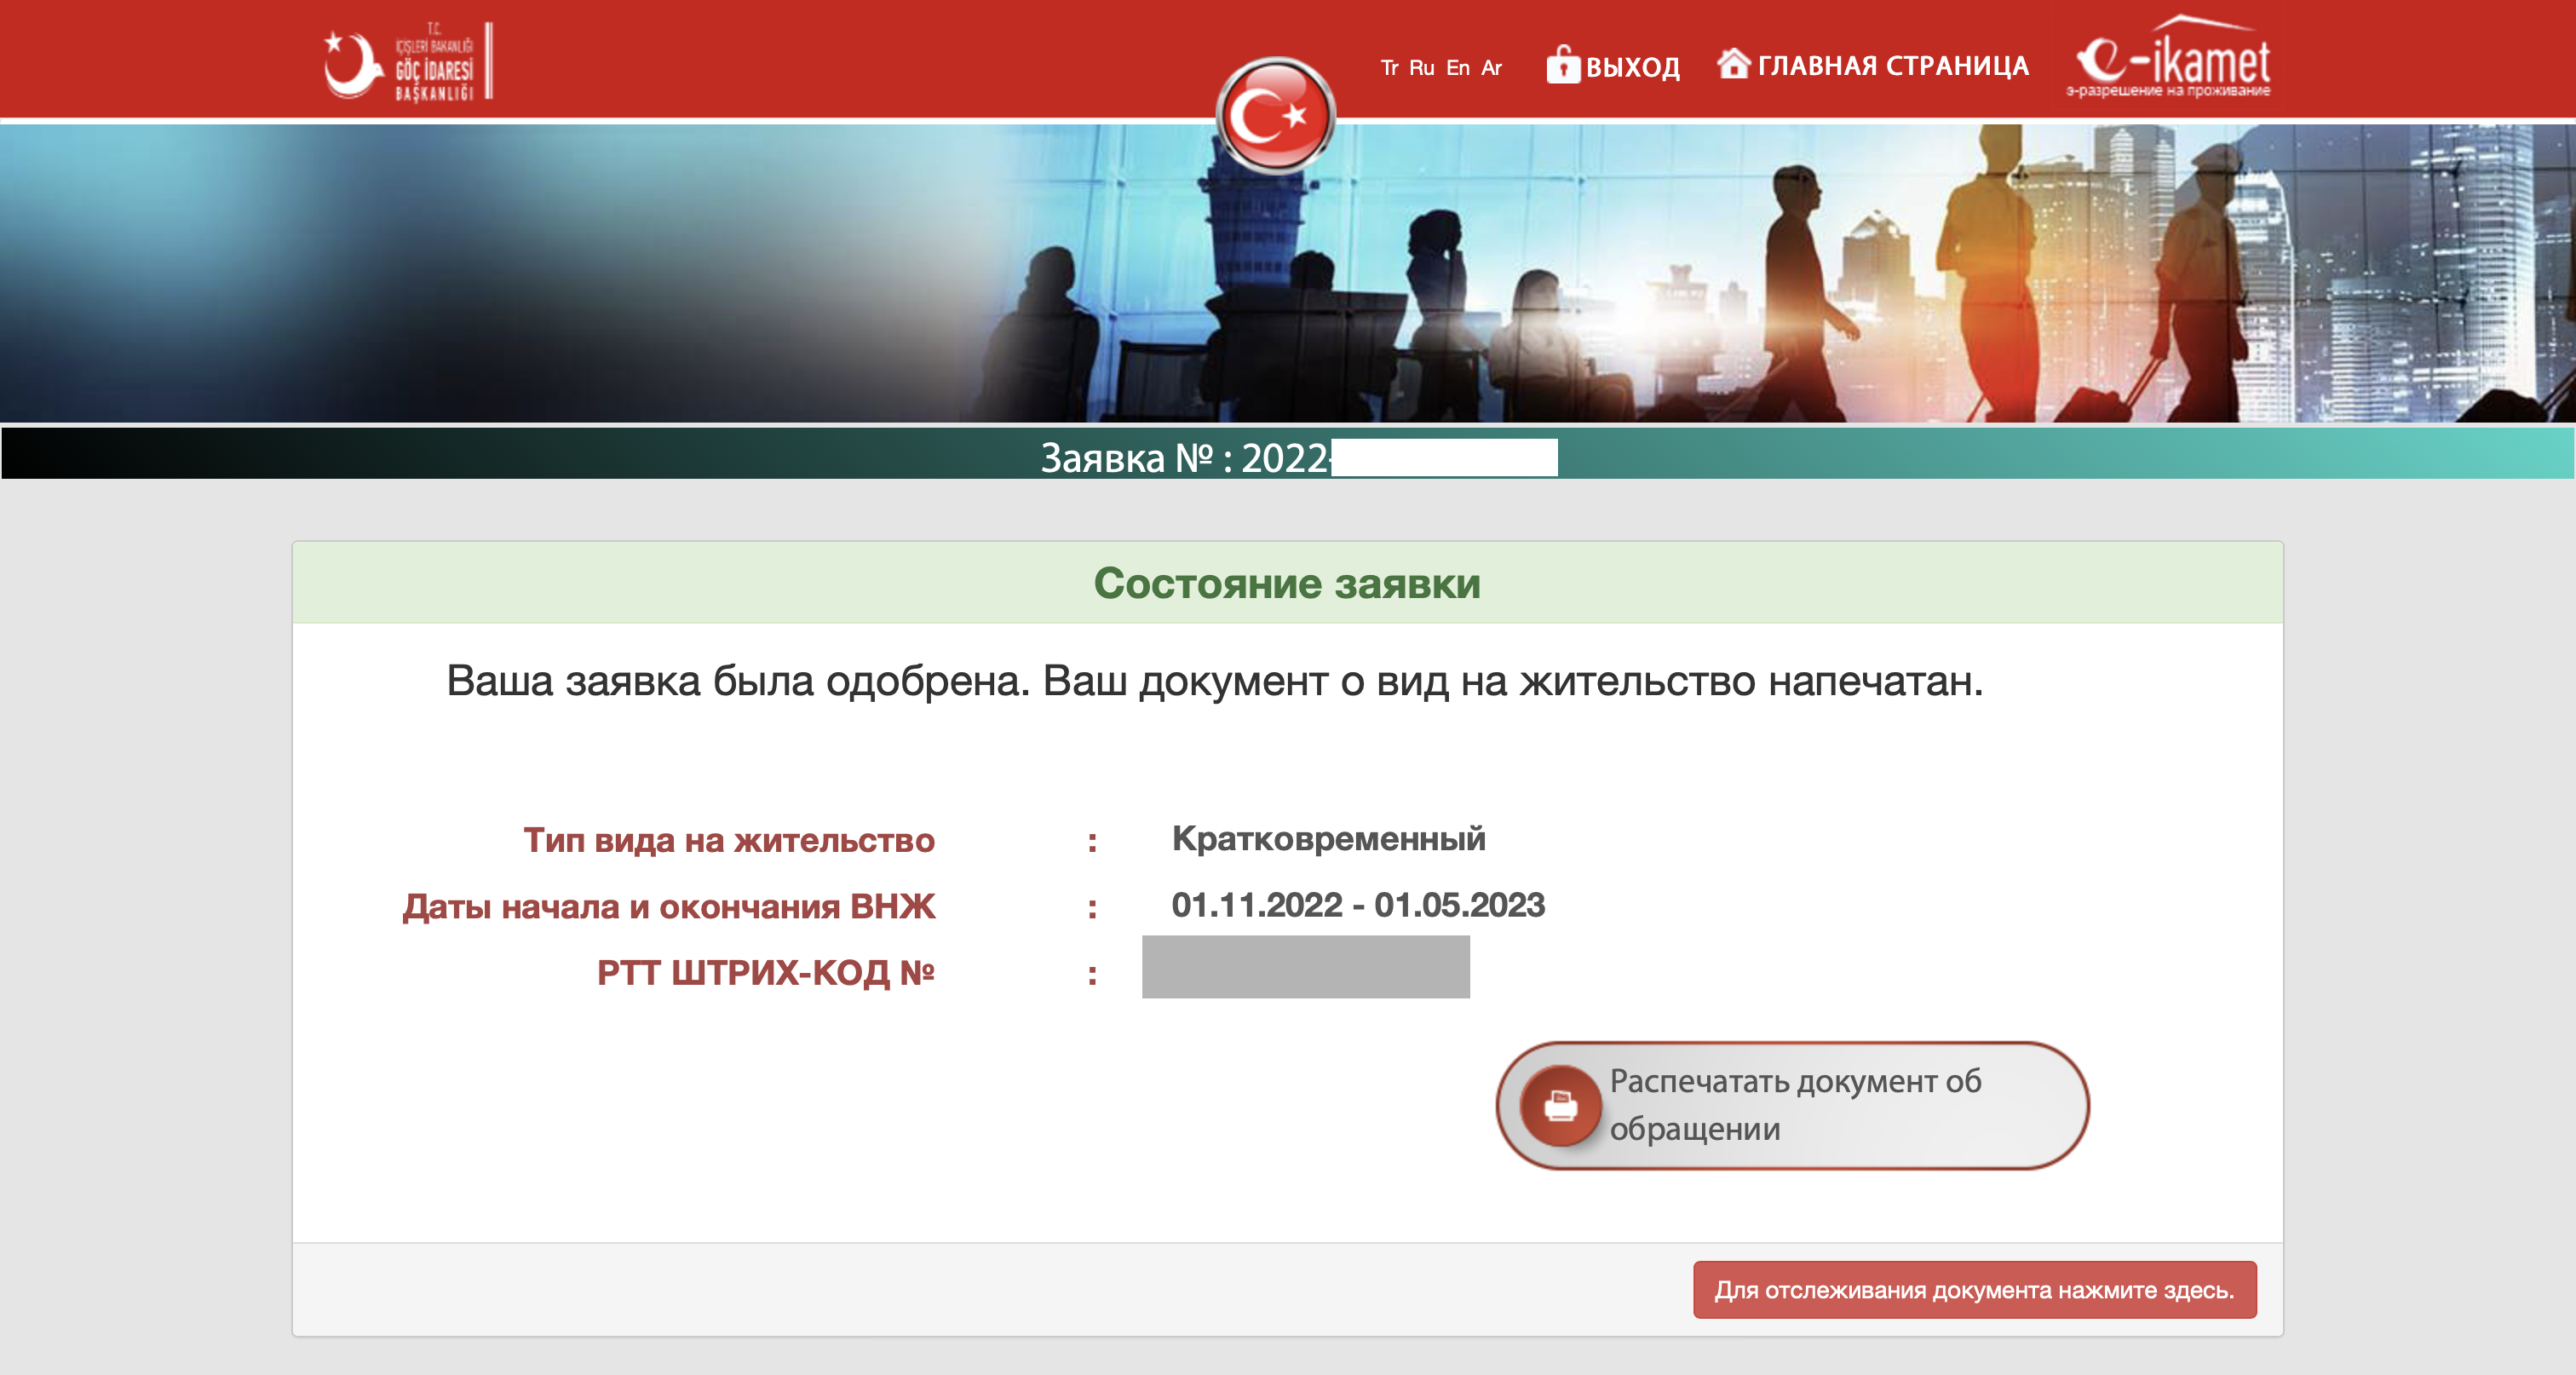 T.C.
İÇİŞLERİ BAKANLIĞI
GÖÇ İDARESİ
BAŞKANLIĞI
Tr Ru En Ar
ВЫХОД
ГЛАВНАЯ СТРАНИЦА
e-ikamet
э-разрешение на проживание
Заявка № : 2022-
Состояние заявки
Ваша заявка была одобрена. Ваш документ о вид на жительство напечатан.
Тип вида на жительство : Кратковременный
Даты начала и окончания ВНЖ : 01.11.2022 - 01.05.2023
PTT ШТРИХ-КОД № :
Распечатать документ об
обращении
Для отслеживания документа нажмите здесь.